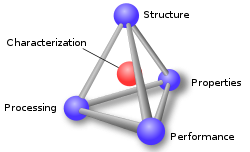 Structure
Characterization
Properties
Processing
Performance